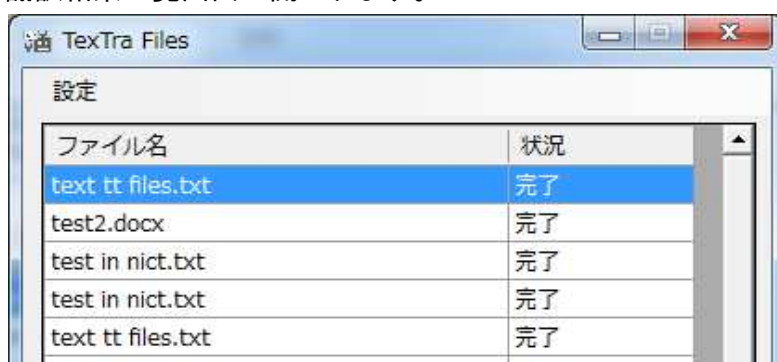 TexTra Files
設定
ファイル名 状況
text tt files.txt 完了
test2.docx 完了
test in nict.txt 完了
test in nict.txt 完了
text tt files.txt 完了